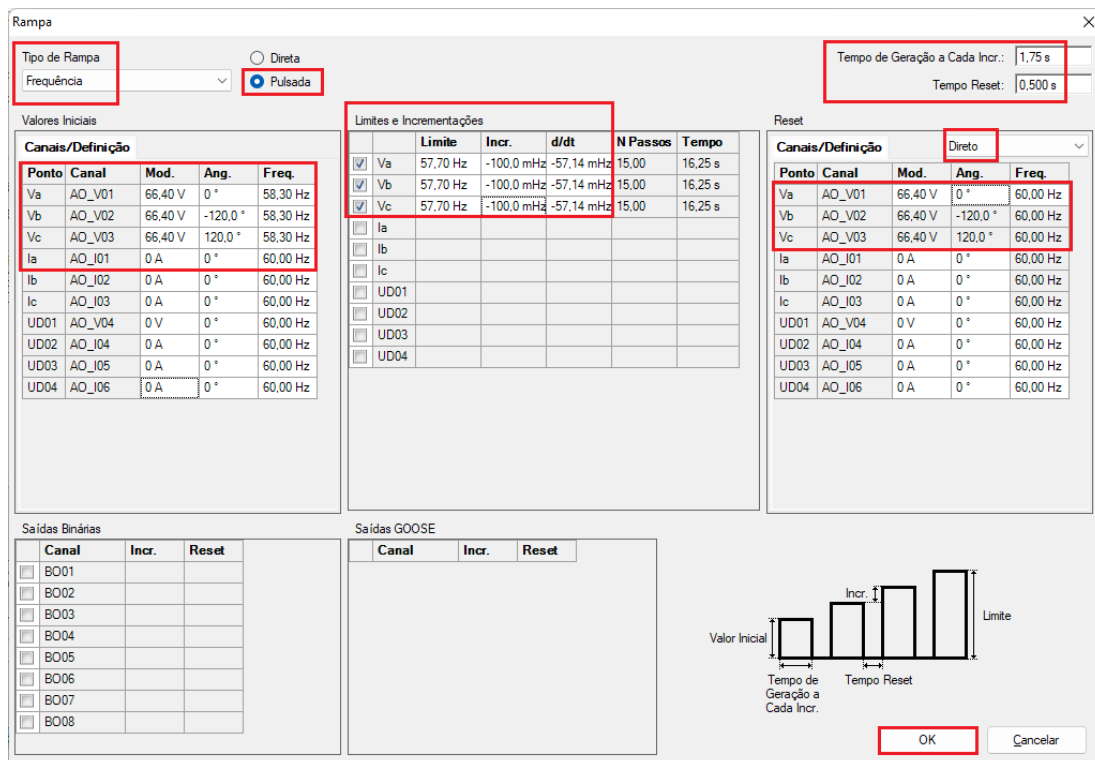 Rampa
Tipo de Rampa
Frequência
Direta
Pulsada
Tempo de Geração a Cada Incr.: 1,75 s
Tempo Reset: 0,500 s
Valores Iniciais
Canais/Definição
Ponto Canal Mod. Ang. Freq.
Va AO_V01 66,40 V 0 ° 58,30 Hz
Vb AO_V02 66,40 V -120,0 ° 58,30 Hz
Vc AO_V03 66,40 V 120,0 ° 58,30 Hz
Ia AO_I01 0 A 0 ° 60,00 Hz
Ib AO_I02 0 A 0 ° 60,00 Hz
Ic AO_I03 0 A 0 ° 60,00 Hz
UD01 AO_V04 0 V 0 ° 60,00 Hz
UD02 AO_I04 0 A 0 ° 60,00 Hz
UD03 AO_I05 0 A 0 ° 60,00 Hz
UD04 AO_I06 0 A 0 ° 60,00 Hz
Limites e Incrementações
Limite Incr. d/dt N Passos Tempo
Va 57,70 Hz -100,0 mHz -57,14 mHz 15,00 16,25 s
Vb 57,70 Hz -100,0 mHz -57,14 mHz 15,00 16,25 s
Vc 57,70 Hz -100,0 mHz -57,14 mHz 15,00 16,25 s
Ia
Ib
Ic
UD01
UD02
UD03
UD04
Reset
Canais/Definição Direto
Ponto Canal Mod. Ang. Freq.
Va AO_V01 66,40 V 0 ° 60,00 Hz
Vb AO_V02 66,40 V -120,0 ° 60,00 Hz
Vc AO_V03 66,40 V 120,0 ° 60,00 Hz
Ia AO_I01 0 A 0 ° 60,00 Hz
Ib AO_I02 0 A 0 ° 60,00 Hz
Ic AO_I03 0 A 0 ° 60,00 Hz
UD01 AO_V04 0 V 0 ° 60,00 Hz
UD02 AO_I04 0 A 0 ° 60,00 Hz
UD03 AO_I05 0 A 0 ° 60,00 Hz
UD04 AO_I06 0 A 0 ° 60,00 Hz
Saídas Binárias
Canal Incr. Reset
BO01
BO02
BO03
BO04
BO05
BO06
BO07
BO08
Saídas GOOSE
Canal Incr. Reset
Incr.
Limite
Valor Inicial
Tempo de
Geração a
Cada Incr.
Tempo Reset
OK
Cancelar